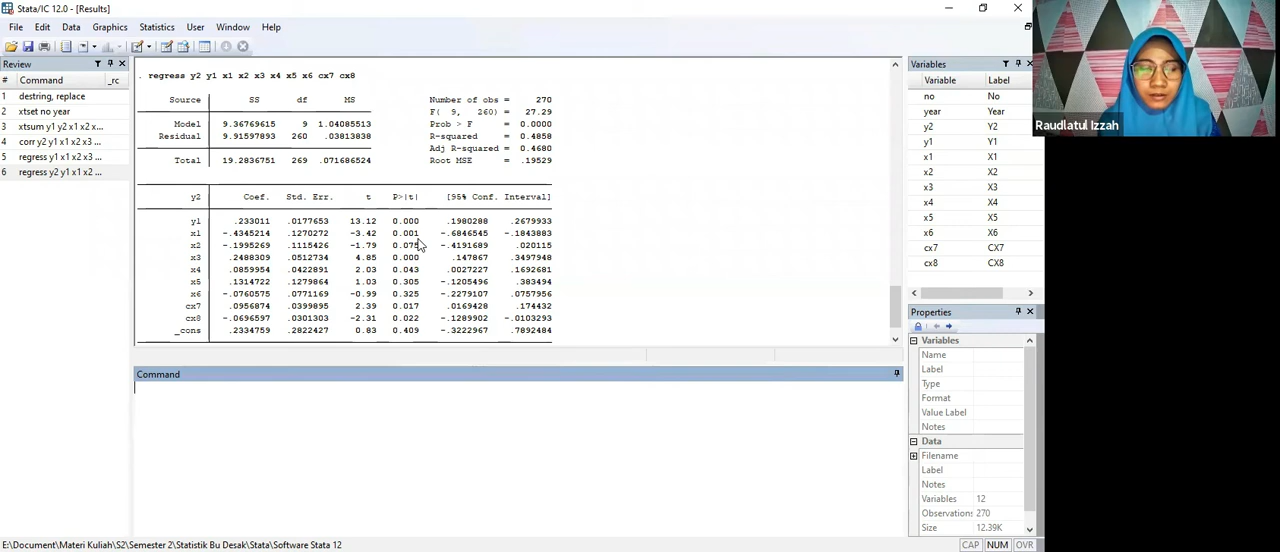 Stata/IC 12.0 - [Results]
File Edit Data Graphics Statistics User Window Help
Review
# Command _rc
1 destring, replace
2 xtset no year
3 xtsum y1 y2 x1 x2 x...
4 corr y2 y1 x1 x2 x3 ...
5 regress y1 x1 x2 x3 ...
6 regress y2 y1 x1 x2 ...
. regress y2 y1 x1 x2 x3 x4 x5 x6 cx7 cx8
Source SS df MS Number of obs = 270
F( 9, 260) = 27.29
Model 9.36769615 9 1.04085513 Prob > F = 0.0000
Residual 9.91597893 260 .03813838 R-squared = 0.4858
Adj R-squared = 0.4680
Total 19.2836751 269 .071686524 Root MSE = .19529
y2 Coef. Std. Err. t P>|t| [95% Conf. Interval]
y1 .233011 .0177653 13.12 0.000 .1980288 .2679933
x1 -.4345214 .1270272 -3.42 0.001 -.6846545 -.1843883
x2 -.1995269 .1115426 -1.79 0.075 -.4191689 .020115
x3 .2488309 .0512734 4.85 0.000 .147867 .3497948
x4 .0859954 .0422891 2.03 0.043 .0027227 .1692681
x5 .1314722 .1279864 1.03 0.305 -.1205496 .383494
x6 -.0760575 .0771169 -0.99 0.325 -.2279107 .0757956
cx7 .0956874 .0399895 2.39 0.017 .0169428 .174432
cx8 -.0696597 .0301303 -2.31 0.022 -.1289902 -.0103293
_cons .2334759 .2822427 0.83 0.409 -.3222967 .7892484
Command
Variables
Variable Label
no No
year Year
y2 Y2
y1 Y1
x1 X1
x2 X2
x3 X3
x4 X4
x5 X5
x6 X6
cx7 CX7
cx8 CX8
Properties
Variables
Name
Label
Type
Format
Value Label
Notes
Data
Filename
Label
Notes
Variables 12
Observations 270
Size 12.39K
Raudlatul Izzah
E:\Document\Materi Kuliah\S2\Semester 2\Statistik Bu Desak\Stata\Software Stata 12
CAP NUM OVR